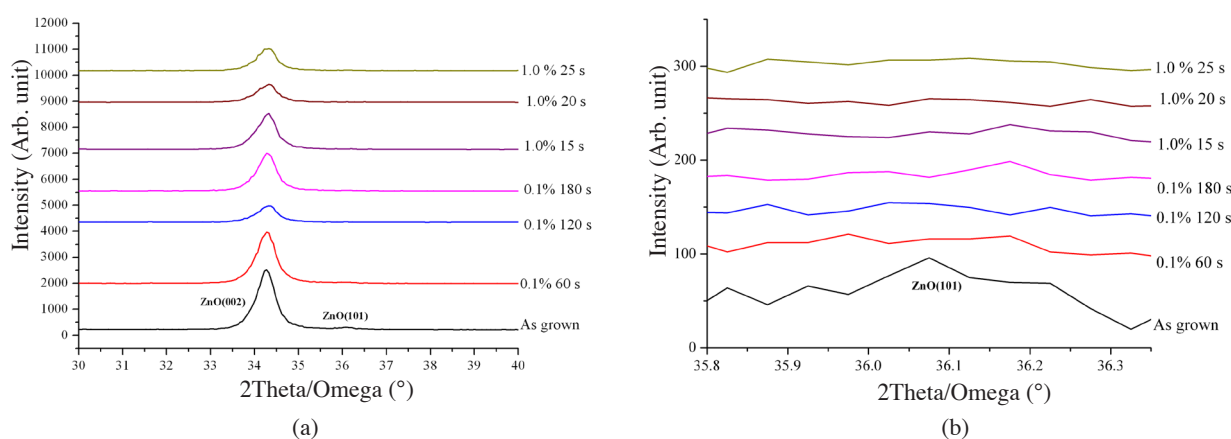 12000
11000
10000
9000
8000
7000
6000
5000
4000
3000
2000
1000
0
Intensity (Arb. unit)
1.0 % 25 s
1.0% 20 s
1.0% 15 s
0.1% 180 s
0.1% 120 s
0.1% 60 s
As grown
ZnO(002)
ZnO(101)
30 31 32 33 34 35 36 37 38 39 40
2Theta/Omega (°)
(a)
300
200
100
0
Intensity (Arb. unit)
1.0 % 25 s
1.0% 20 s
1.0% 15 s
0.1% 180 s
0.1% 120 s
0.1% 60 s
As grown
ZnO(101)
35.8 35.9 36.0 36.1 36.2 36.3
2Theta/Omega (°)
(b)